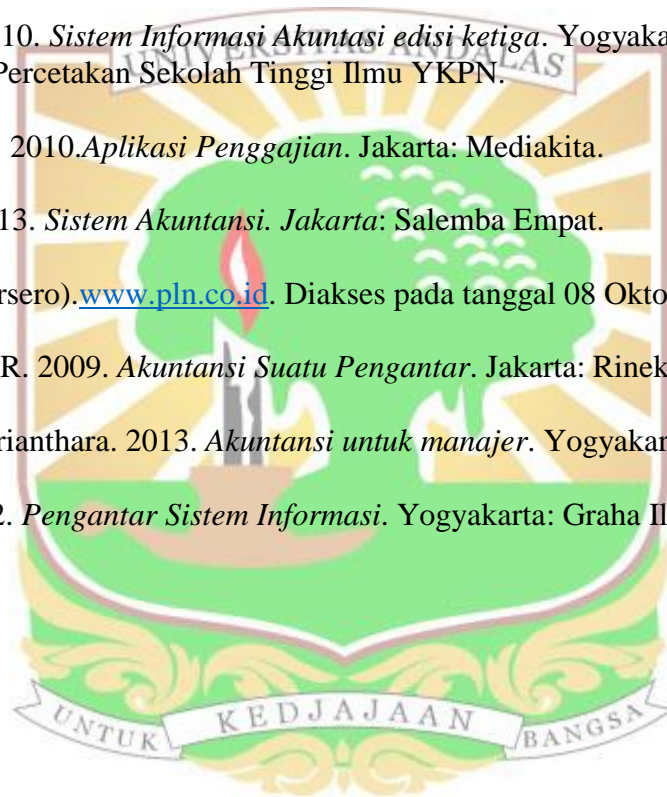 10. Sistem Informasi Akuntasi edisi ketiga. Yogyaka
UNIVERSITAS ANDALAS
Percetakan Sekolah Tinggi Ilmu YKPN.
2010.Aplikasi Penggajian. Jakarta: Mediakita.
13. Sistem Akuntansi. Jakarta: Salemba Empat.
rsero).www.pln.co.id. Diakses pada tanggal 08 Okto
R. 2009. Akuntansi Suatu Pengantar. Jakarta: Rinek
rianthara. 2013. Akuntansi untuk manajer. Yogyakar
2. Pengantar Sistem Informasi. Yogyakarta: Graha Il
UNTUK KEDJAJAAN BANGSA